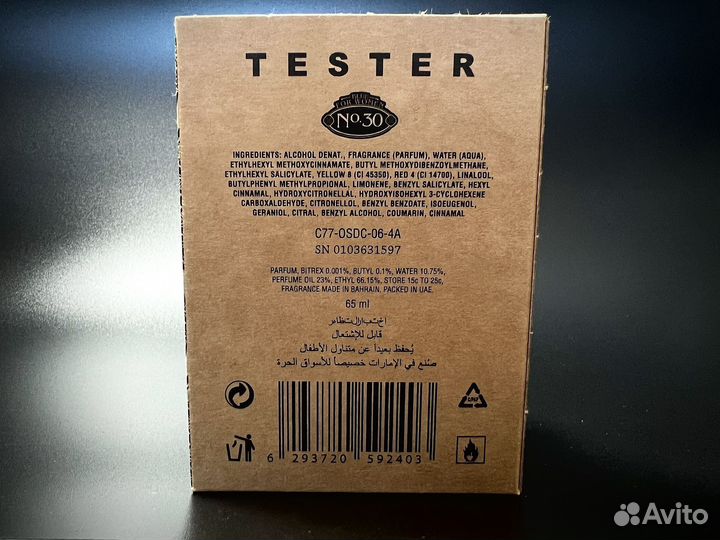 TESTER
BLUE
FOR WOMEN
No.30
INGREDIENTS: ALCOHOL DENAT., FRAGRANCE (PARFUM), WATER (AQUA),
ETHYLHEXYL METHOXYCINNAMATE, BUTYL METHOXYDIBENZOYLMETHANE,
ETHYLHEXYL SALICYLATE, YELLOW 8 (CI 45350), RED 4 (CI 14700), LINALOOL,
BUTYLPHENYL METHYLPROPIONAL, LIMONENE, BENZYL SALICYLATE, HEXYL
CINNAMAL, HYDROXYCITRONELLAL, HYDROXYISOHEXYL 3-CYCLOHEXENE
CARBOXALDEHYDE, CITRONELLOL, BENZYL BENZOATE, ISOEUGENOL,
GERANIOL, CITRAL, BENZYL ALCOHOL, COUMARIN, CINNAMAL
C77-OSDC-06-4A
SN 0103631597
PARFUM, BITREX 0.001%, BUTYL 0.1%, WATER 10.75%,
PERFUME OIL 23%, ETHYL 66.15%, STORE 15c TO 25c,
FRAGRANCE MADE IN BAHRAIN, PACKED IN UAE.
65 ml
قابل للإشتعال
يُحفظ بعيداً عن متناول الأطفال
صنّع في الإمارات خصيصاً للأسواق الحرة
6 293720 592403
Avito